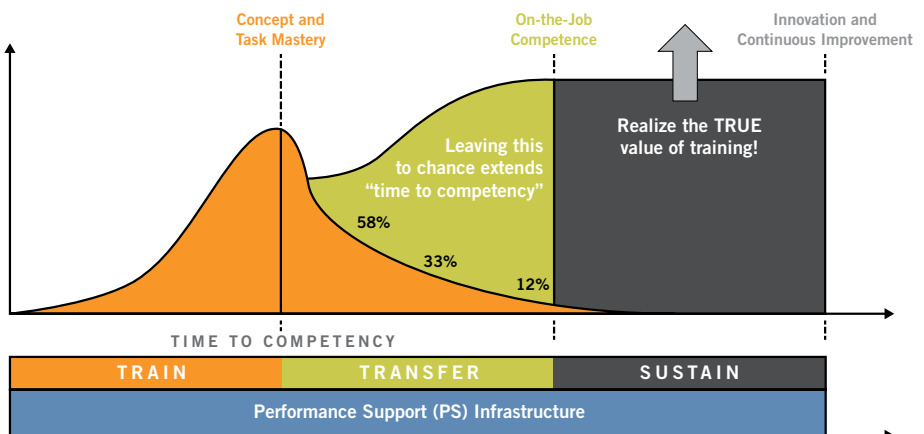 Concept and
Task Mastery
On-the-Job
Competence
Innovation and
Continuous Improvement
Realize the TRUE
value of training!
Leaving this
to chance extends
“time to competency”
58%
33%
12%
TIME TO COMPETENCY
TRAIN
TRANSFER
SUSTAIN
Performance Support (PS) Infrastructure